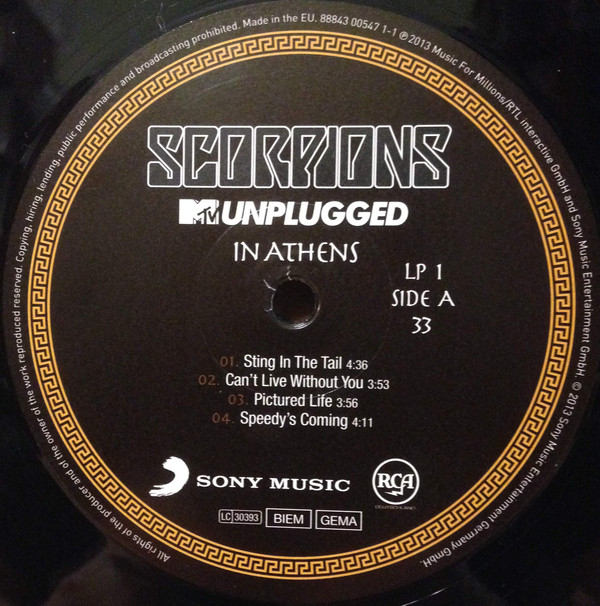 SCORPIONS
MTV UNPLUGGED
IN ATHENS
LP 1
SIDE A
33
01. Sting In The Tail 4:36
02. Can't Live Without You 3:53
03. Pictured Life 3:56
04. Speedy's Coming 4:11
SONY MUSIC
RCA
DEUTSCHLAND
LC 30393
BIEM
GEMA
All rights of the producer and of the owner of the work reproduced reserved. Copying, hiring, lending, public performance and broadcasting prohibited. Made in the EU. 88843 00547 1-1 ℗ 2013 Music For Millions/RTL interactive GmbH and Sony Music Entertainment GmbH. © 2013 Sony Music Entertainment Germany GmbH.